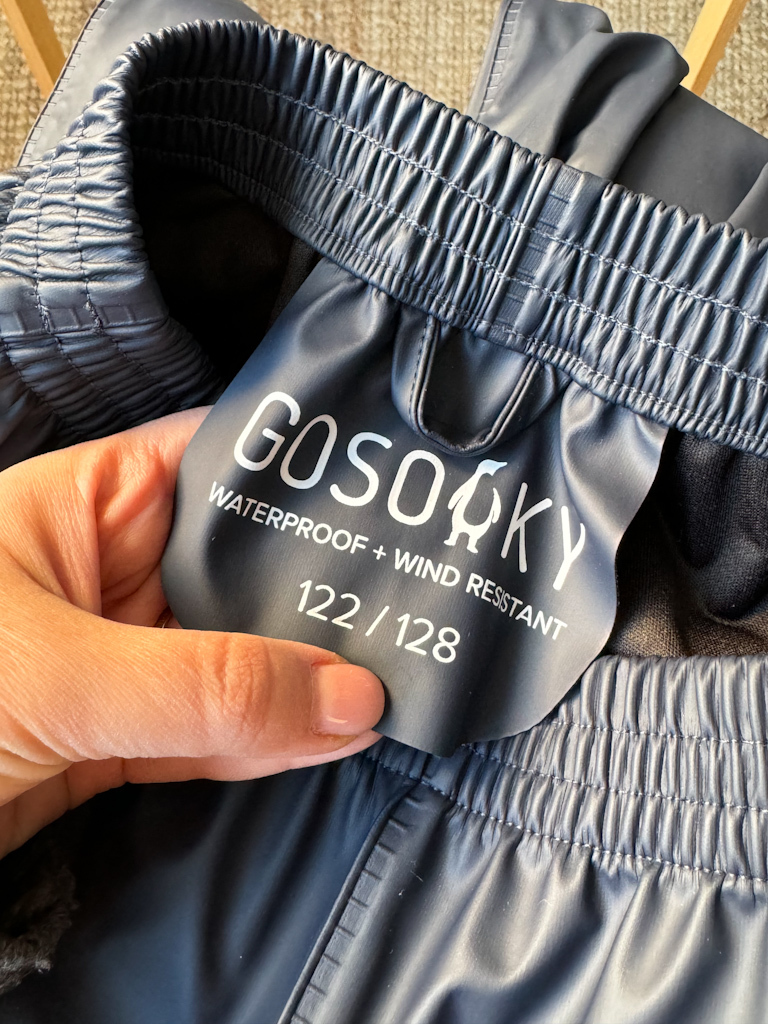 GOSOAKY
WATERPROOF + WIND RESISTANT
122 / 128